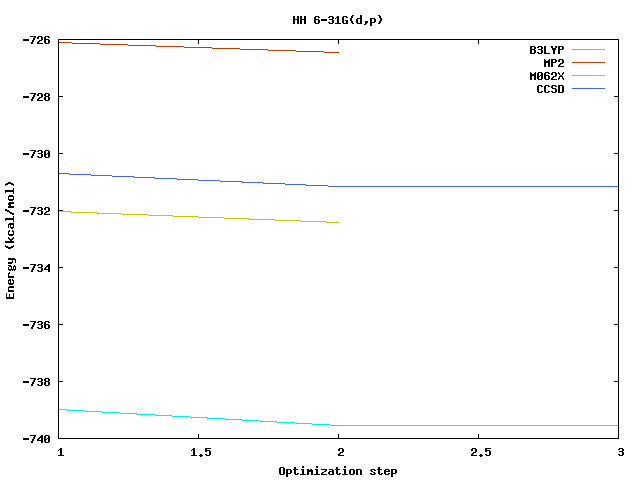 HH 6-31G(d,p)
-726
-728
-730
-732
-734
-736
-738
-740
B3LYP
MP2
M062X
CCSD
Energy (kcal/mol)
1
1.5
2
2.5
3
Optimization step